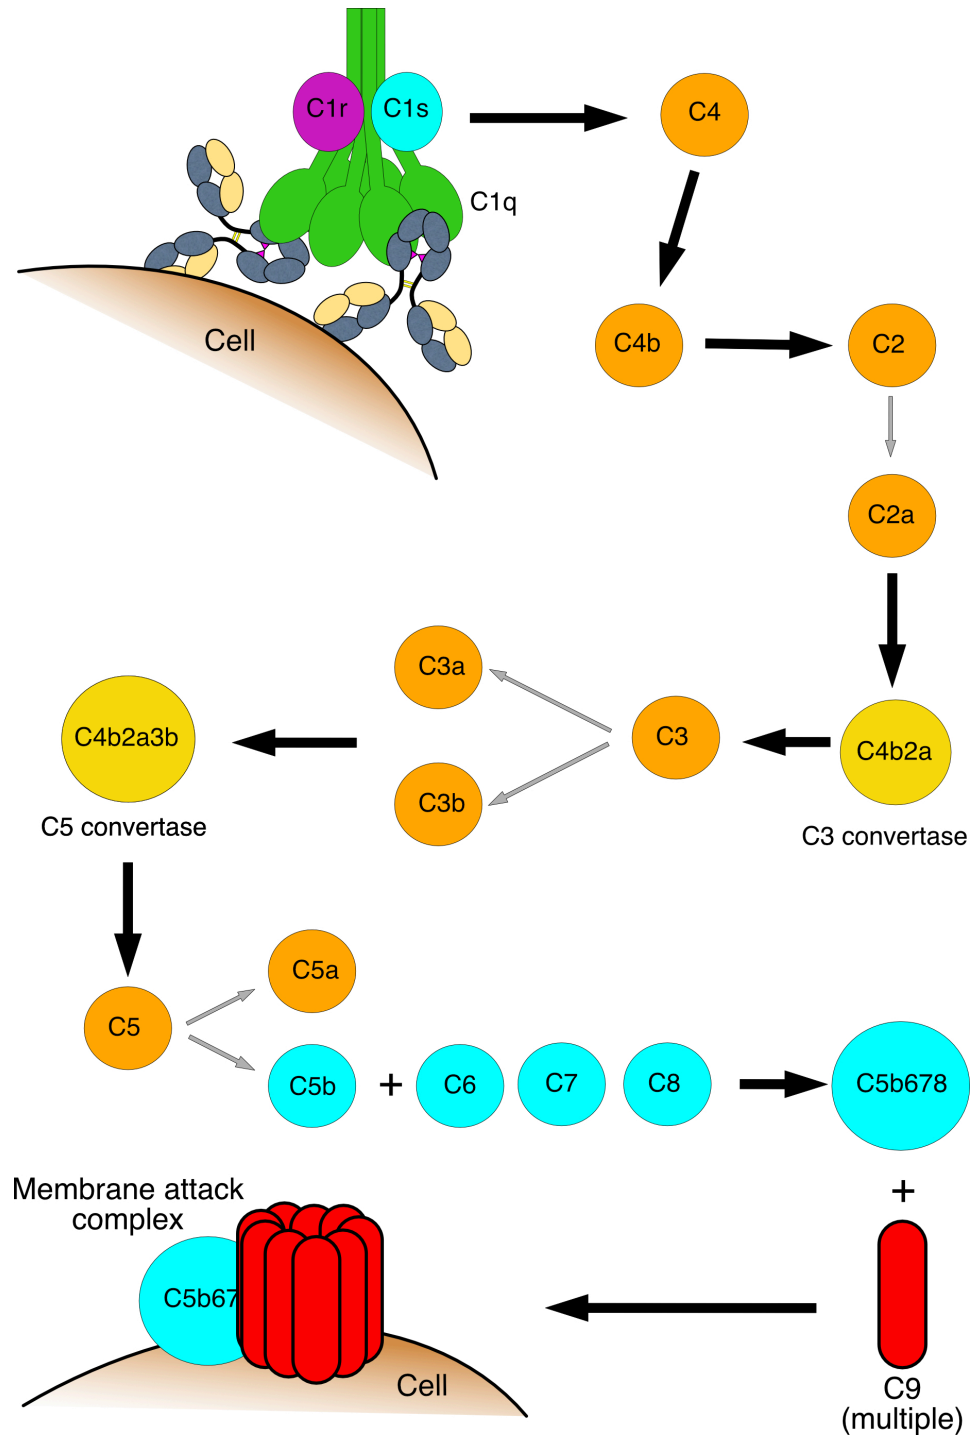 C1r
C1s
C4
C1q
Cell
C4b
C2
C2a
C3a
C4b2a3b
C3
C4b2a
C3b
C5 convertase
C3 convertase
C5a
C5
C5b
+
C6
C7
C8
C5b678
Membrane attack
complex
+
C5b67
Cell
C9
(multiple)